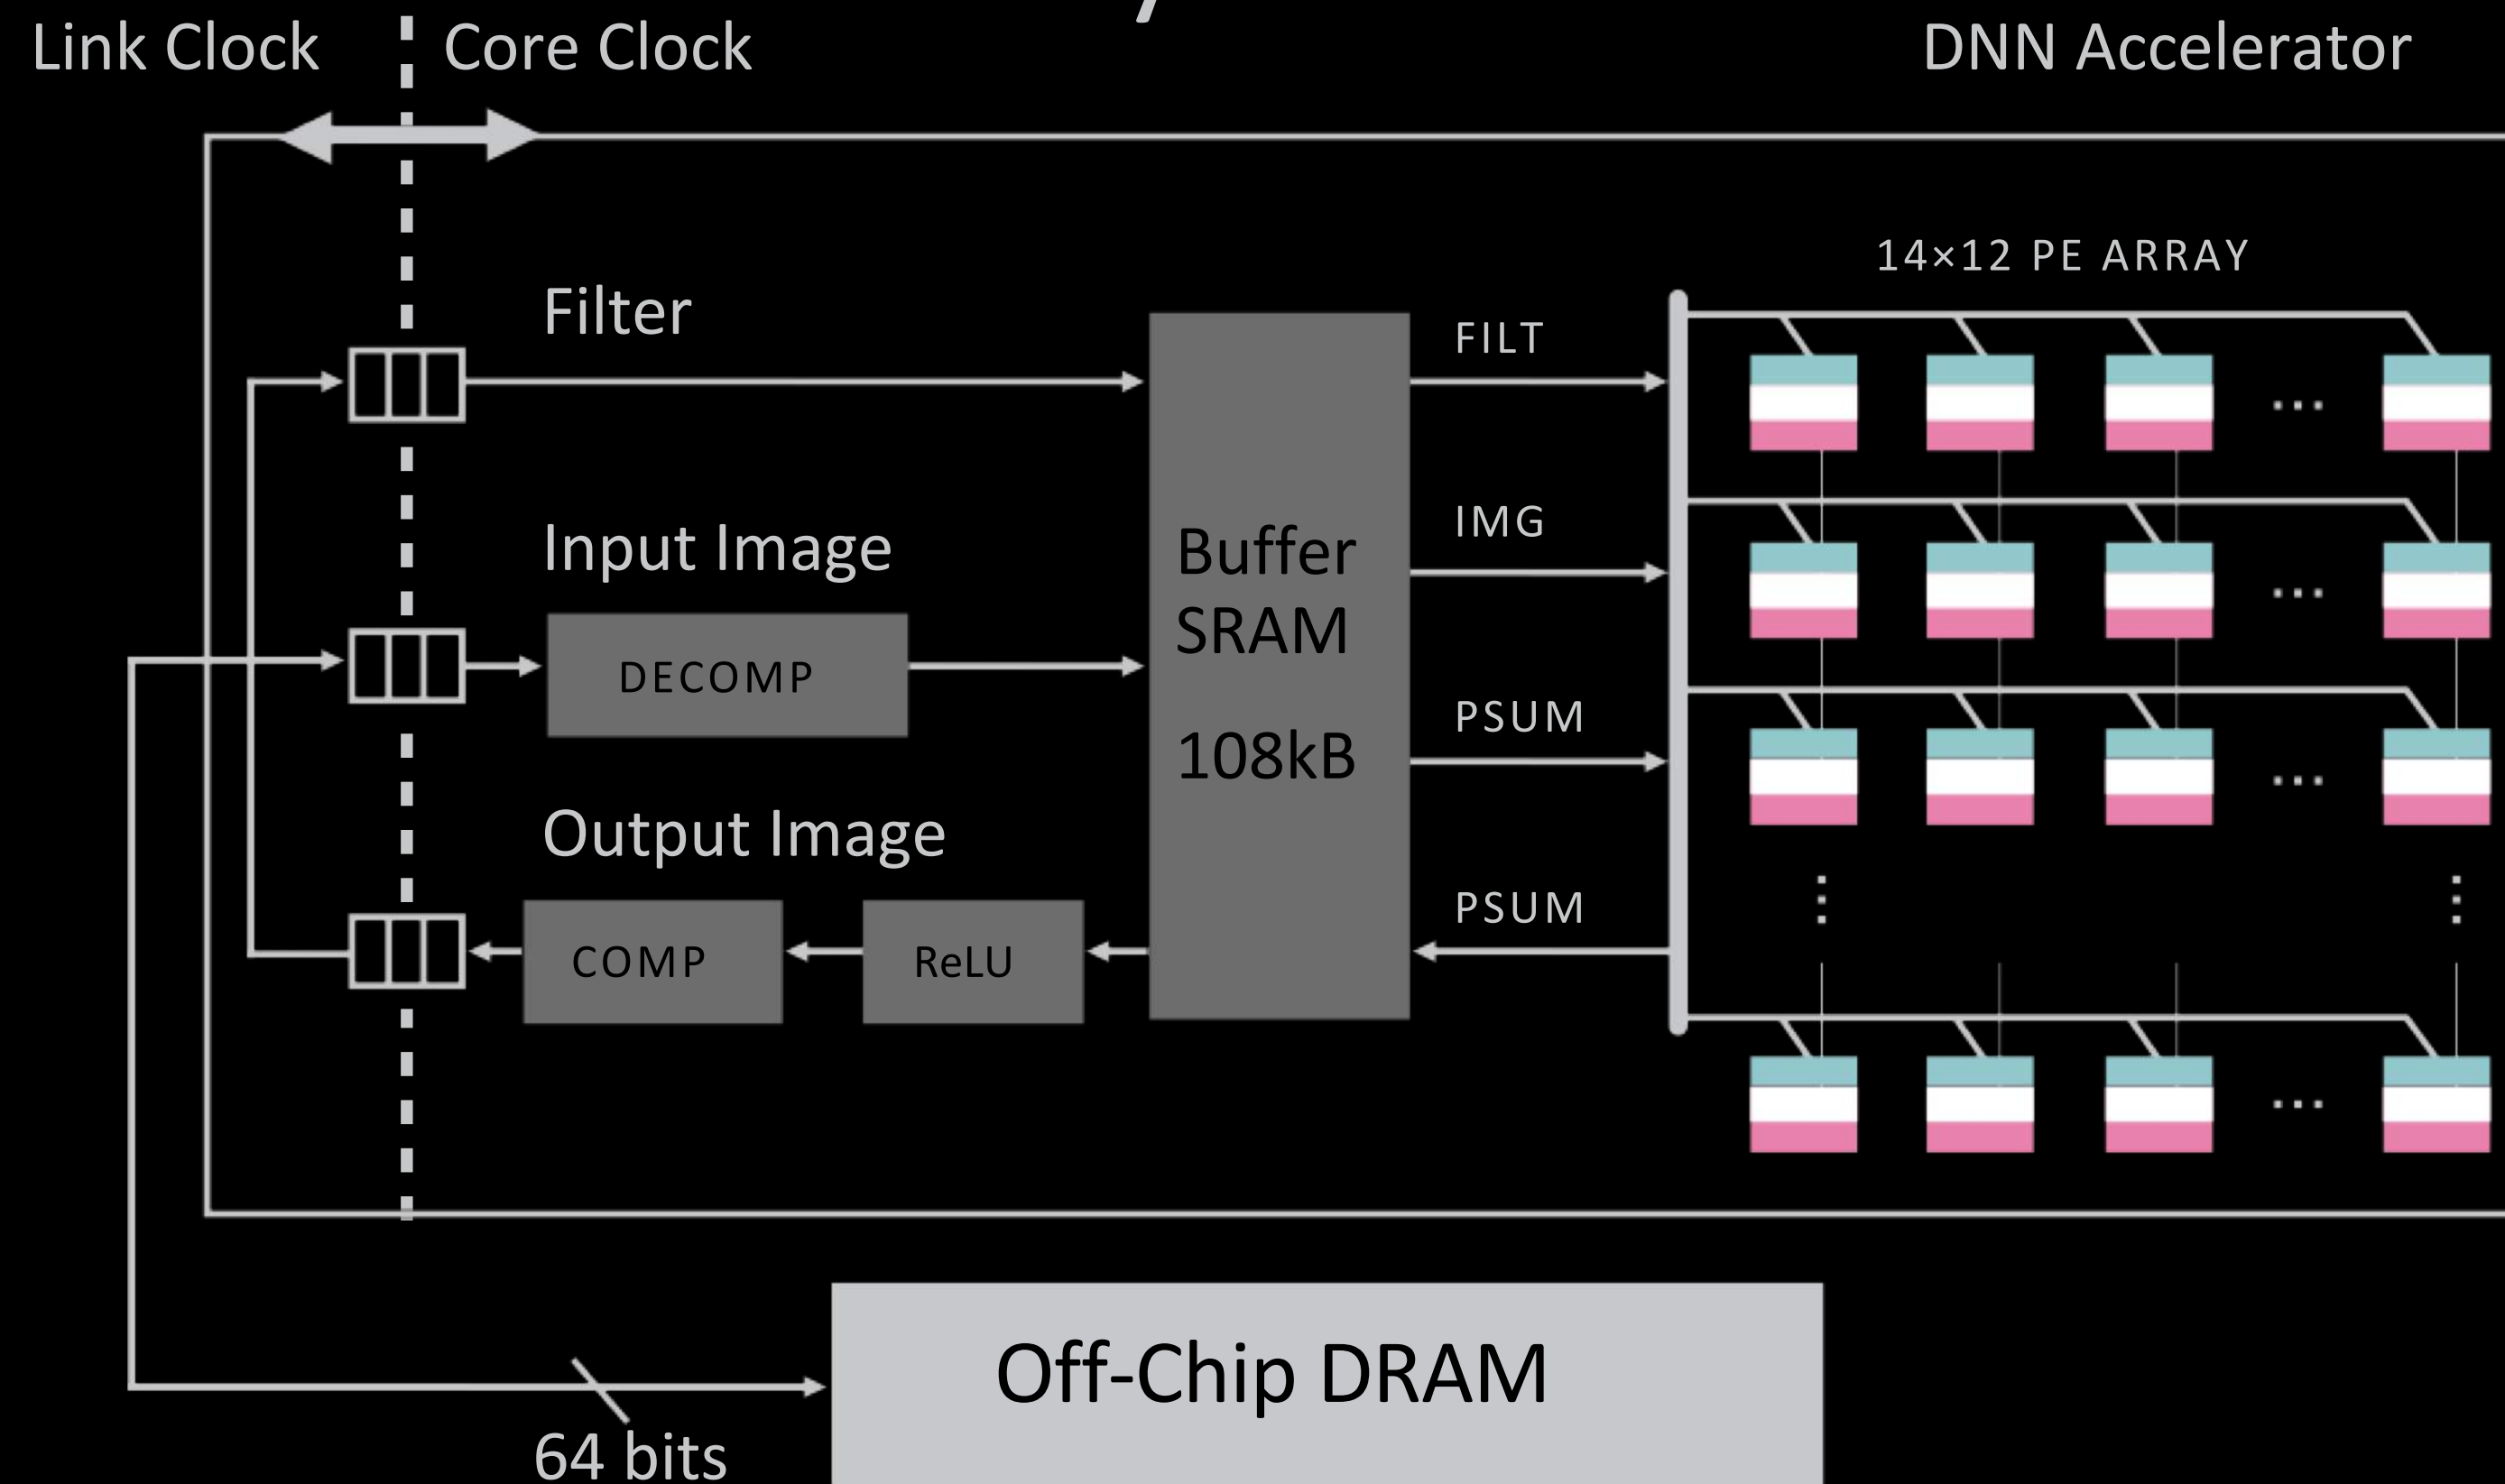 Link Clock
Core Clock
DNN Accelerator
14×12 PE ARRAY
Filter
FILT
Input Image
IMG
DECOMP
Buffer
SRAM
108kB
PSUM
Output Image
PSUM
COMP
ReLU
Off-Chip DRAM
64 bits